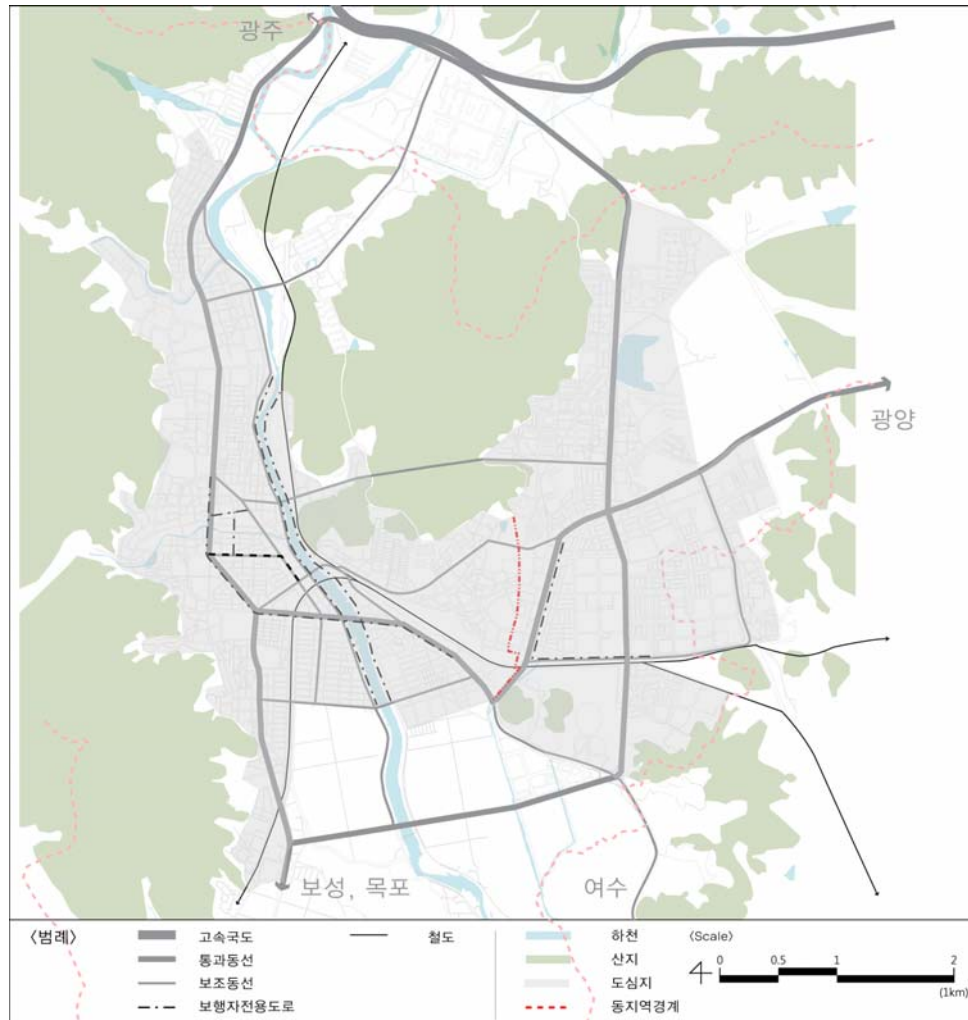 광주
광양
보성, 목포
여수
〈범례〉
고속국도
통과동선
보조동선
보행자전용도로
철도
하천
산지
도심지
동지역경계
〈Scale〉
0 0.5 1 2
(1km)